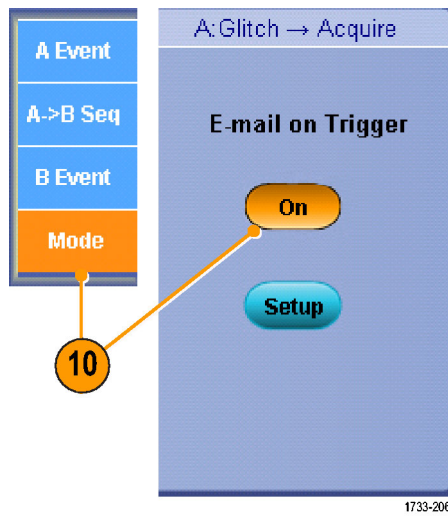 A Event
A->B Seq
B Event
Mode
10
A:Glitch → Acquire
E-mail on Trigger
On
Setup